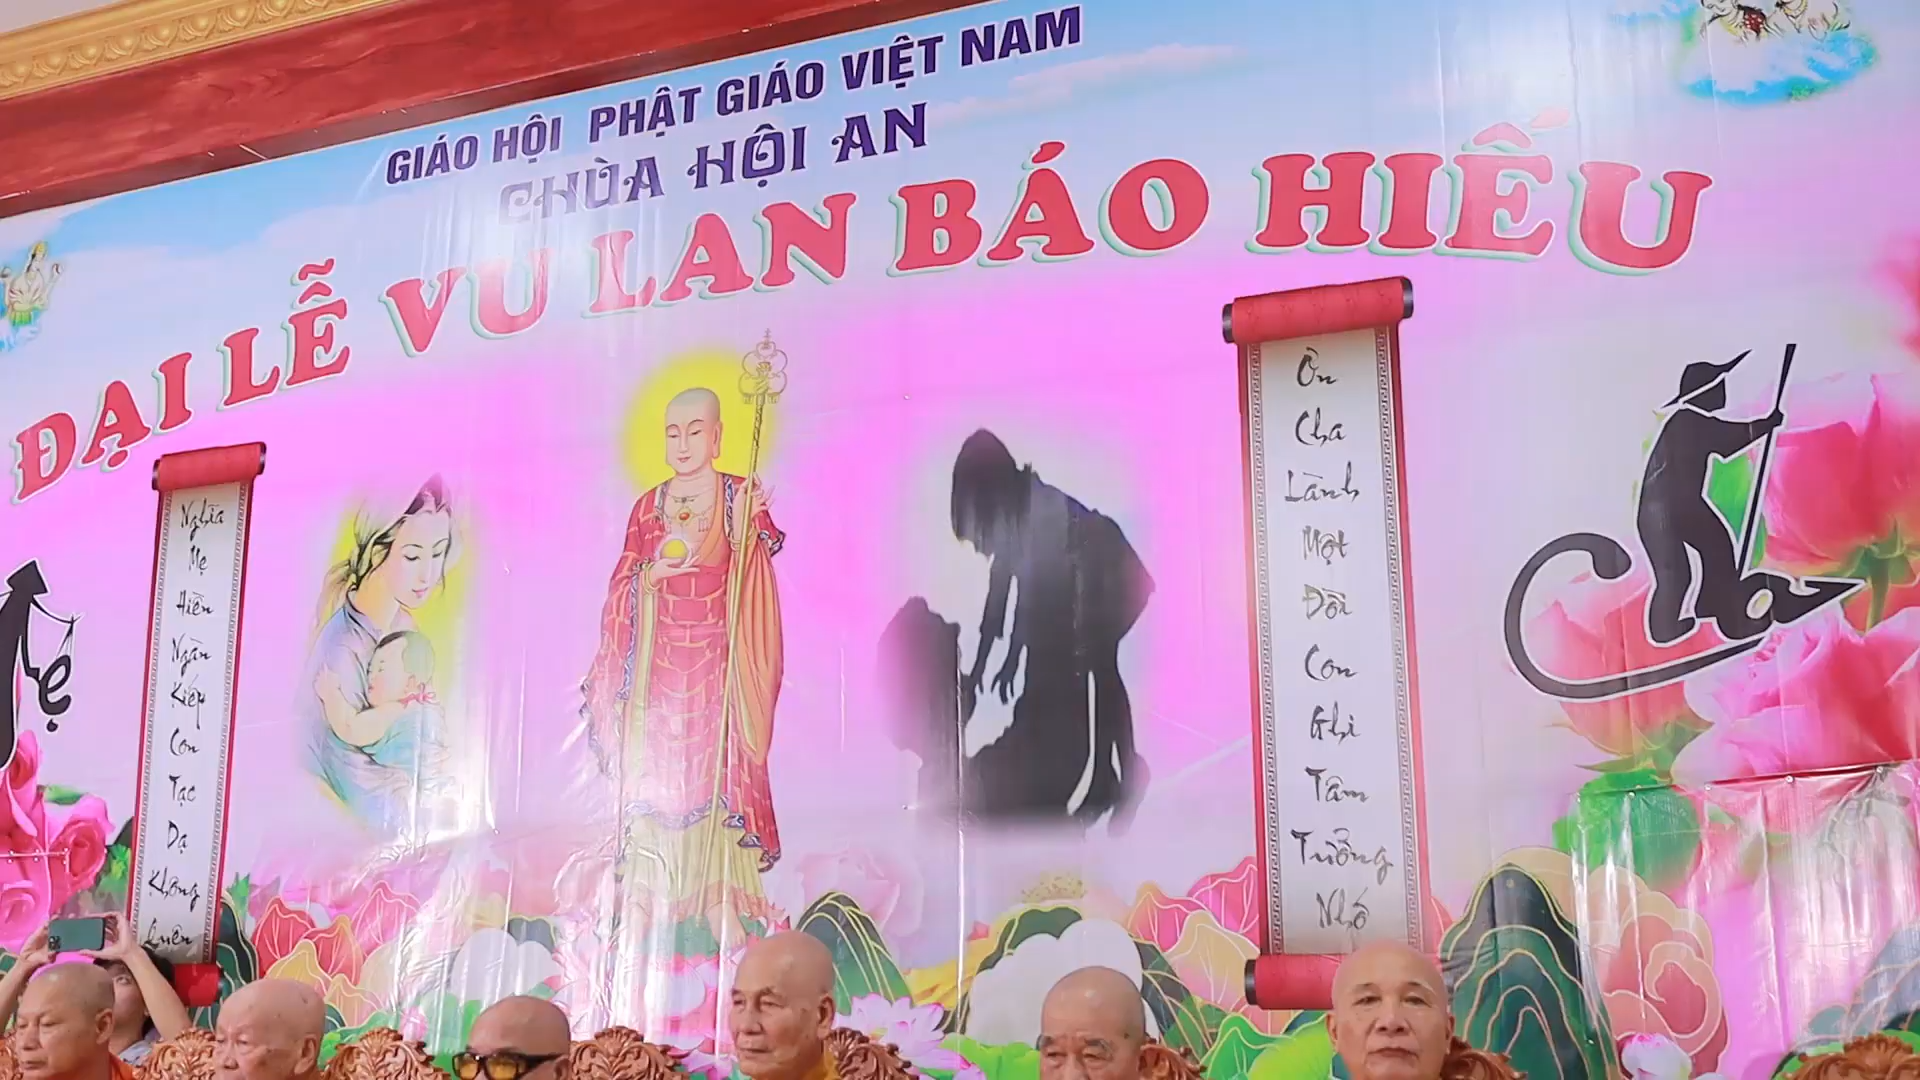 GIÁO HỘI PHẬT GIÁO VIỆT NAM
CHÙA HỘI AN
ĐẠI LỄ VU LAN BÁO HIẾU
Mẹ
Nghĩa
Mẹ
Hiền
Ngàn
Kiếp
Con
Tạc
Dạ
Không
Quên
Ơn
Cha
Lành
Một
Đời
Con
Ghi
Tâm
Tưởng
Nhớ
Cha